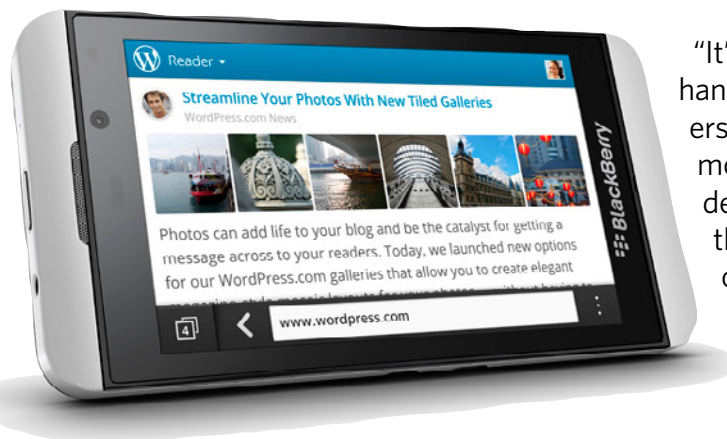 Reader
Streamline Your Photos With New Tiled Galleries
WordPress.com News
Photos can add life to your blog and be the catalyst for getting a
message across to your readers. Today, we launched new options
for our WordPress.com galleries that allow you to create elegant
4
www.wordpress.com
BlackBerry
“It’
han
ers
mo
de
th